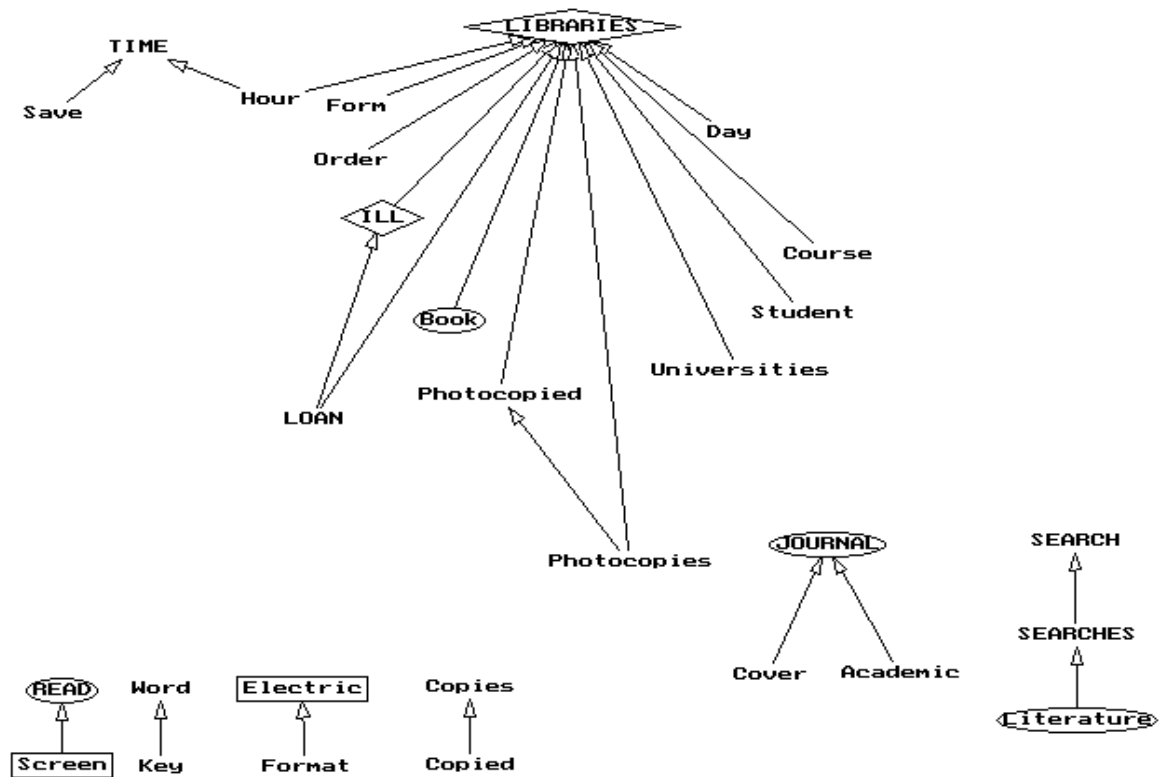 LIBRARIES
TIME
Hour
Form
Save
Day
Order
ILL
Course
Student
Book
Universities
Photocopied
LOAN
JOURNAL
SEARCH
Photocopies
SEARCHES
Cover
Academic
READ
Word
Electric
Copies
Literature
Screen
Key
Format
Copied